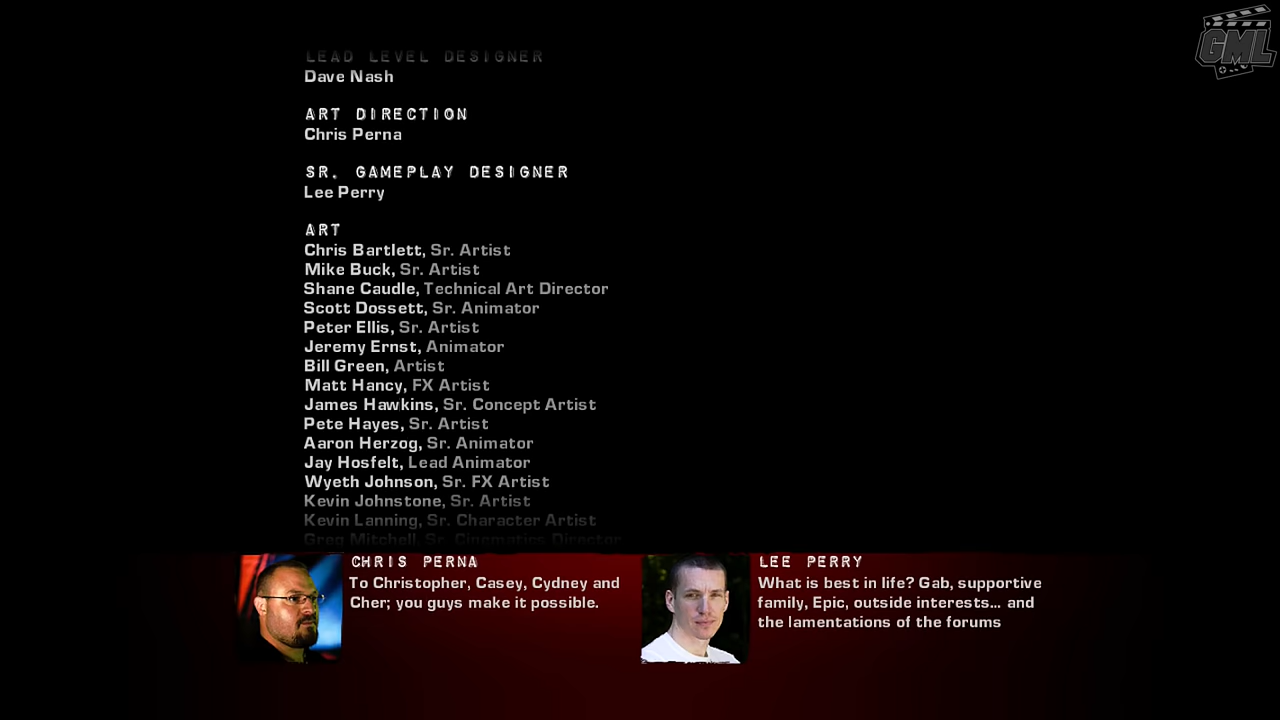 GML
LEAD LEVEL DESIGNER
Dave Nash
ART DIRECTION
Chris Perna
SR. GAMEPLAY DESIGNER
Lee Perry
ART
Chris Bartlett, Sr. Artist
Mike Buck, Sr. Artist
Shane Caudle, Technical Art Director
Scott Dossett, Sr. Animator
Peter Ellis, Sr. Artist
Jeremy Ernst, Animator
Bill Green, Artist
Matt Hancy, FX Artist
James Hawkins, Sr. Concept Artist
Pete Hayes, Sr. Artist
Aaron Herzog, Sr. Animator
Jay Hosfelt, Lead Animator
Wyeth Johnson, Sr. FX Artist
Kevin Johnstone, Sr. Artist
Kevin Lanning, Sr. Character Artist
Greg Mitchell, Sr. Cinematics Director
CHRIS PERNA
To Christopher, Casey, Cydney and
Cher; you guys make it possible.
LEE PERRY
What is best in life? Gab, supportive
family, Epic, outside interests... and
the lamentations of the forums